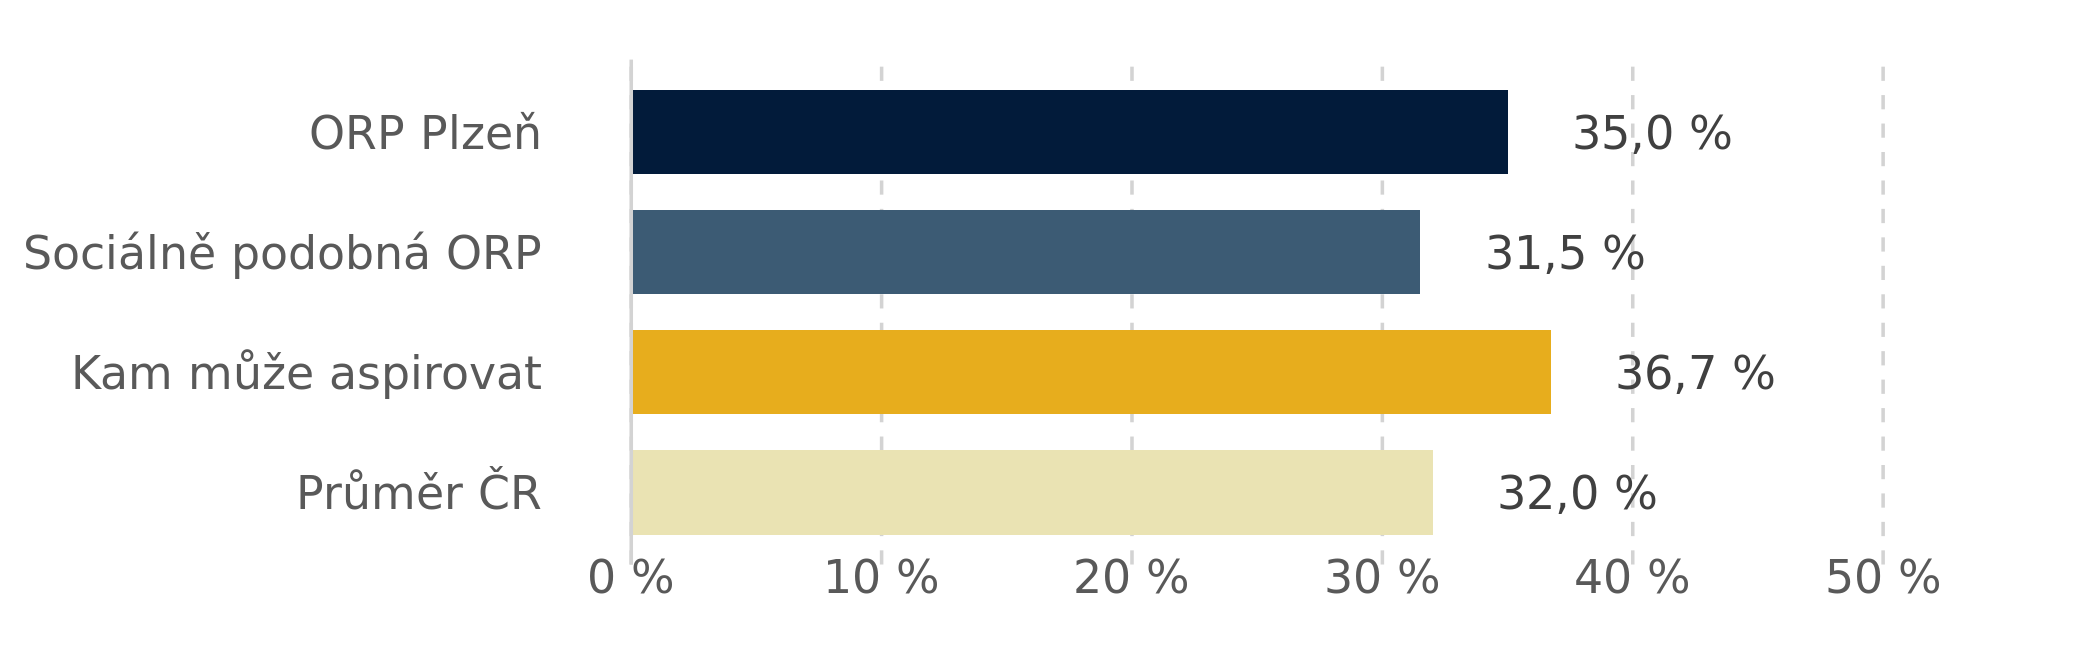 ORP Plzeň 35,0 %
Sociálně podobná ORP 31,5 %
Kam může aspirovat 36,7 %
Průměr ČR 32,0 %
0 % 10 % 20 % 30 % 40 % 50 %